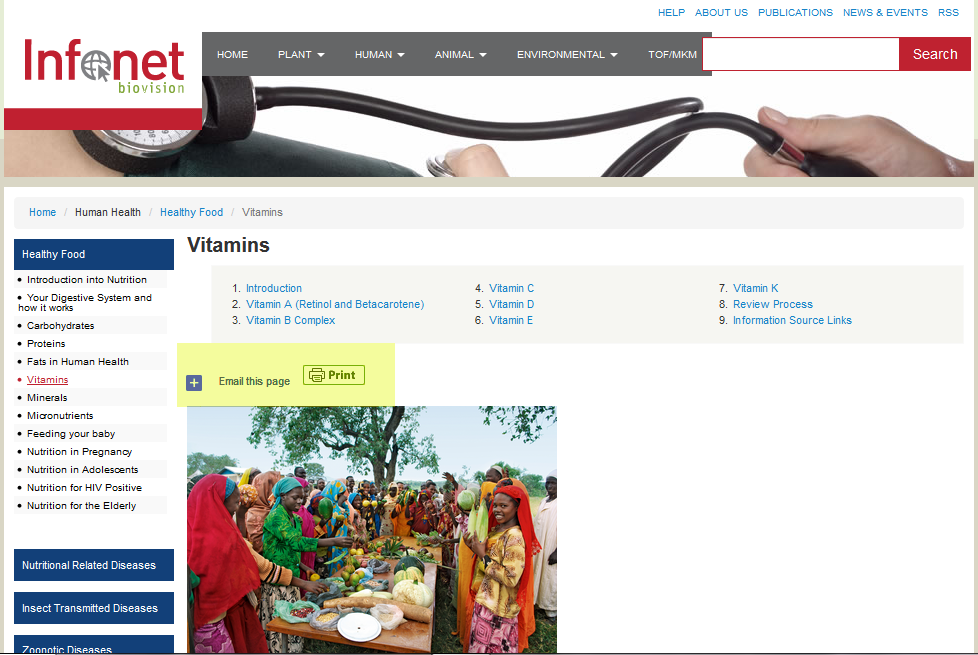 HELP ABOUT US PUBLICATIONS NEWS & EVENTS RSS
Infonet
biovision
HOME PLANT HUMAN ANIMAL ENVIRONMENTAL TOF/MKM
Search
Home / Human Health / Healthy Food / Vitamins
Healthy Food
• Introduction into Nutrition
• Your Digestive System and
how it works
• Carbohydrates
• Proteins
• Fats in Human Health
• Vitamins
• Minerals
• Micronutrients
• Feeding your baby
• Nutrition in Pregnancy
• Nutrition in Adolescents
• Nutrition for HIV Positive
• Nutrition for the Elderly
Nutritional Related Diseases
Insect Transmitted Diseases
Zoonotic Diseases
Vitamins
1. Introduction
2. Vitamin A (Retinol and Betacarotene)
3. Vitamin B Complex
4. Vitamin C
5. Vitamin D
6. Vitamin E
7. Vitamin K
8. Review Process
9. Information Source Links
+ Email this page Print